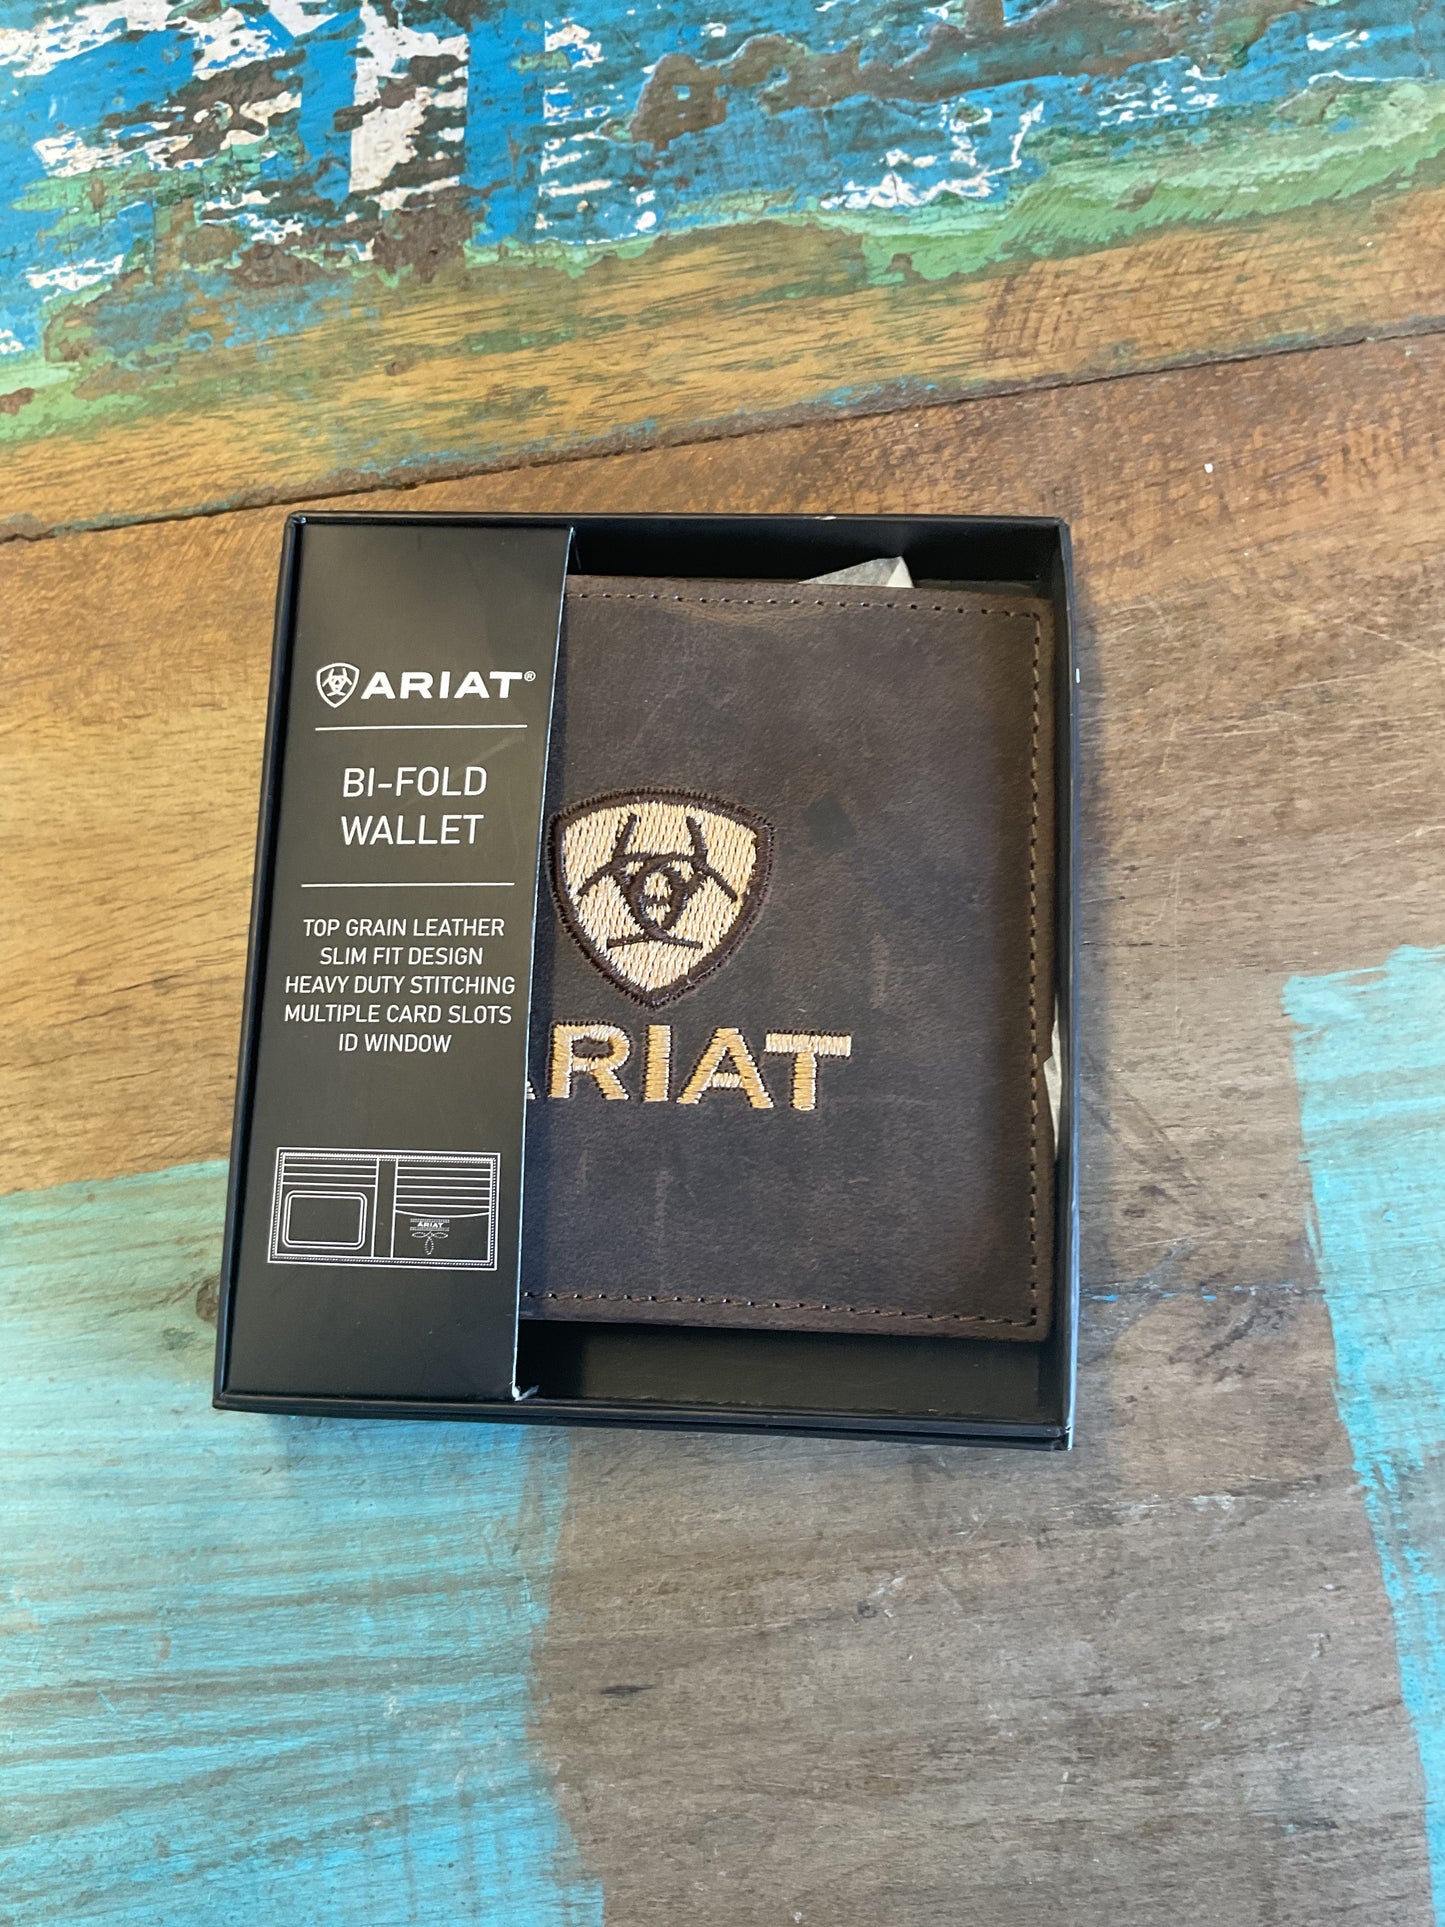 ARIAT®
BI-FOLD
WALLET
TOP GRAIN LEATHER
SLIM FIT DESIGN
HEAVY DUTY STITCHING
MULTIPLE CARD SLOTS
ID WINDOW
ARIAT
ARIAT